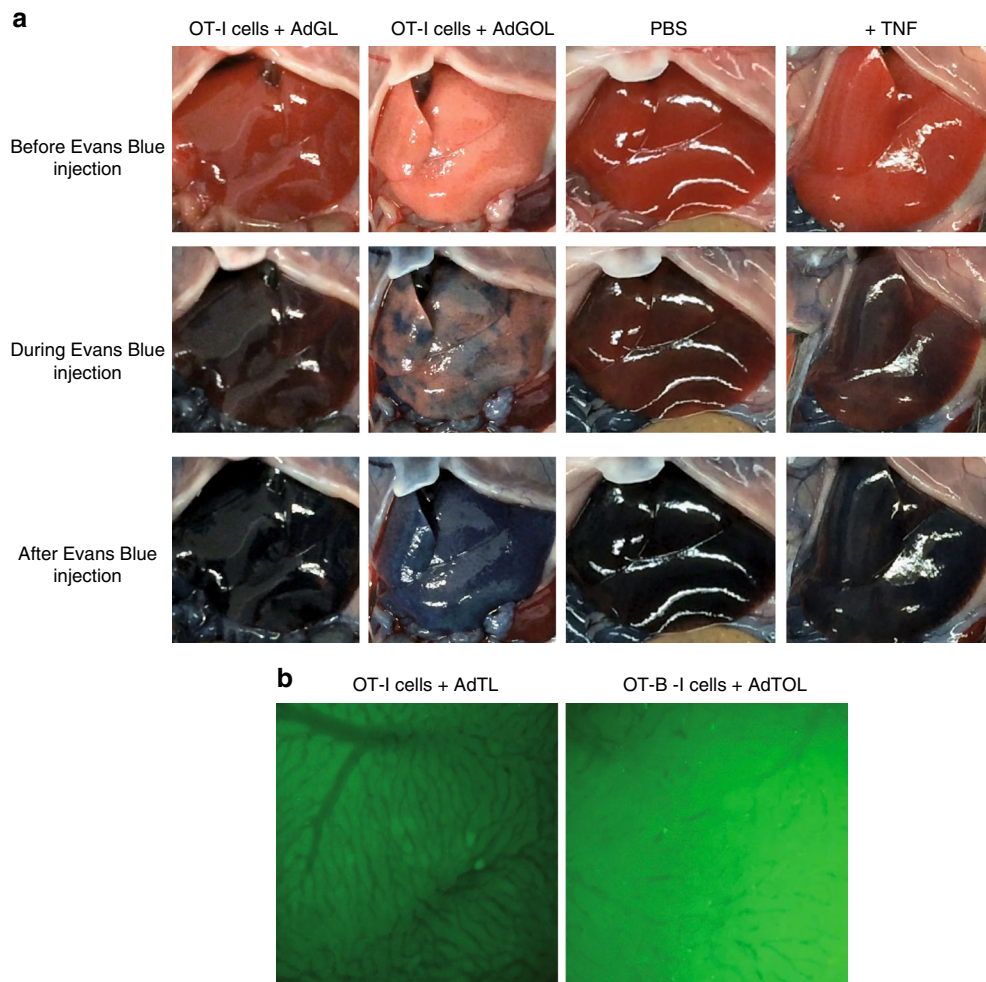 a
OT-I cells + AdGL
OT-I cells + AdGOL
PBS
+ TNF
Before Evans Blue
injection
During Evans Blue
injection
After Evans Blue
injection
b
OT-I cells + AdTL
OT-B -I cells + AdTOL